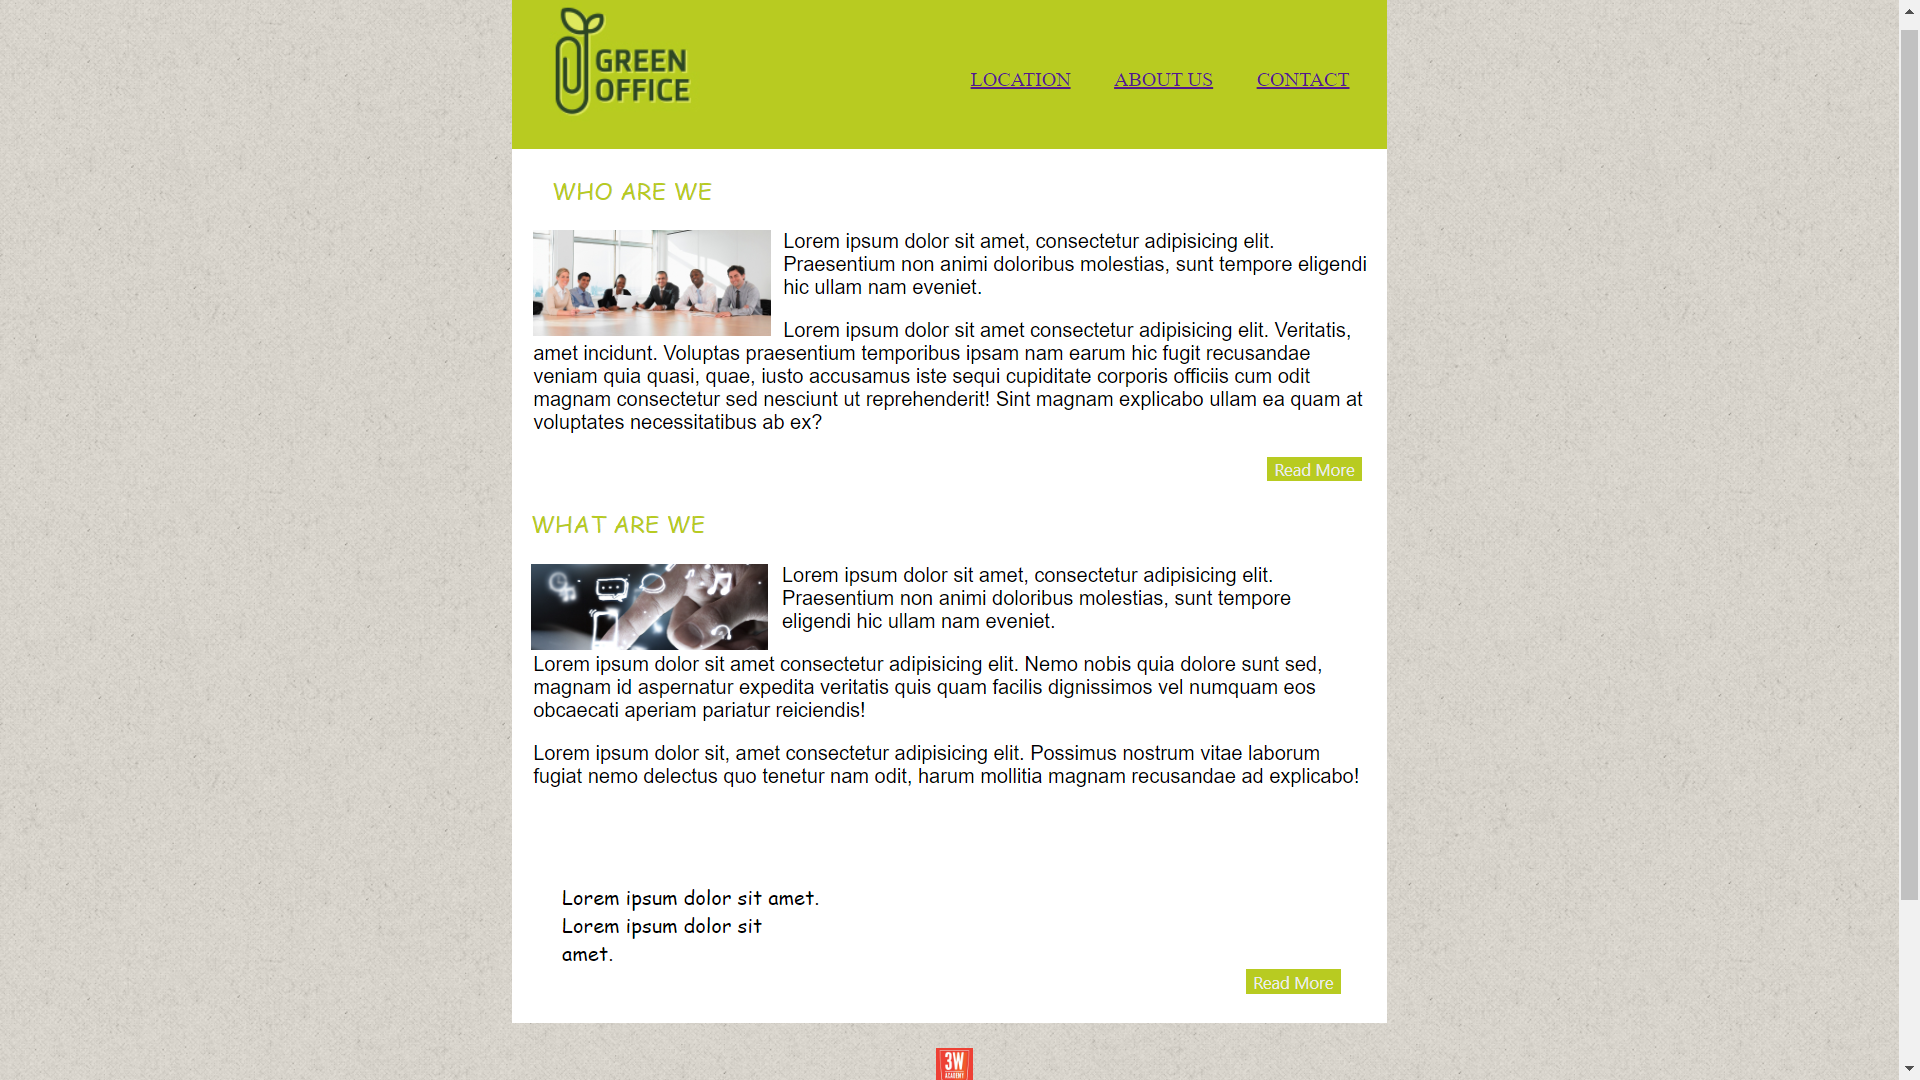 GREEN
OFFICE
LOCATION ABOUT US CONTACT
WHO ARE WE
Lorem ipsum dolor sit amet, consectetur adipisicing elit.
Praesentium non animi doloribus molestias, sunt tempore eligendi
hic ullam nam eveniet.
Lorem ipsum dolor sit amet consectetur adipisicing elit. Veritatis,
amet incidunt. Voluptas praesentium temporibus ipsam nam earum hic fugit recusandae
veniam quia quasi, quae, iusto accusamus iste sequi cupiditate corporis officiis cum odit
magnam consectetur sed nesciunt ut reprehenderit! Sint magnam explicabo ullam ea quam at
voluptates necessitatibus ab ex?
Read More
WHAT ARE WE
Lorem ipsum dolor sit amet, consectetur adipisicing elit.
Praesentium non animi doloribus molestias, sunt tempore
eligendi hic ullam nam eveniet.
Lorem ipsum dolor sit amet consectetur adipisicing elit. Nemo nobis quia dolore sunt sed,
magnam id aspernatur expedita veritatis quis quam facilis dignissimos vel numquam eos
obcaecati aperiam pariatur reiciendis!
Lorem ipsum dolor sit, amet consectetur adipisicing elit. Possimus nostrum vitae laborum
fugiat nemo delectus quo tenetur nam odit, harum mollitia magnam recusandae ad explicabo!
Lorem ipsum dolor sit amet.
Lorem ipsum dolor sit
amet.
Read More
3W
ACADEMY